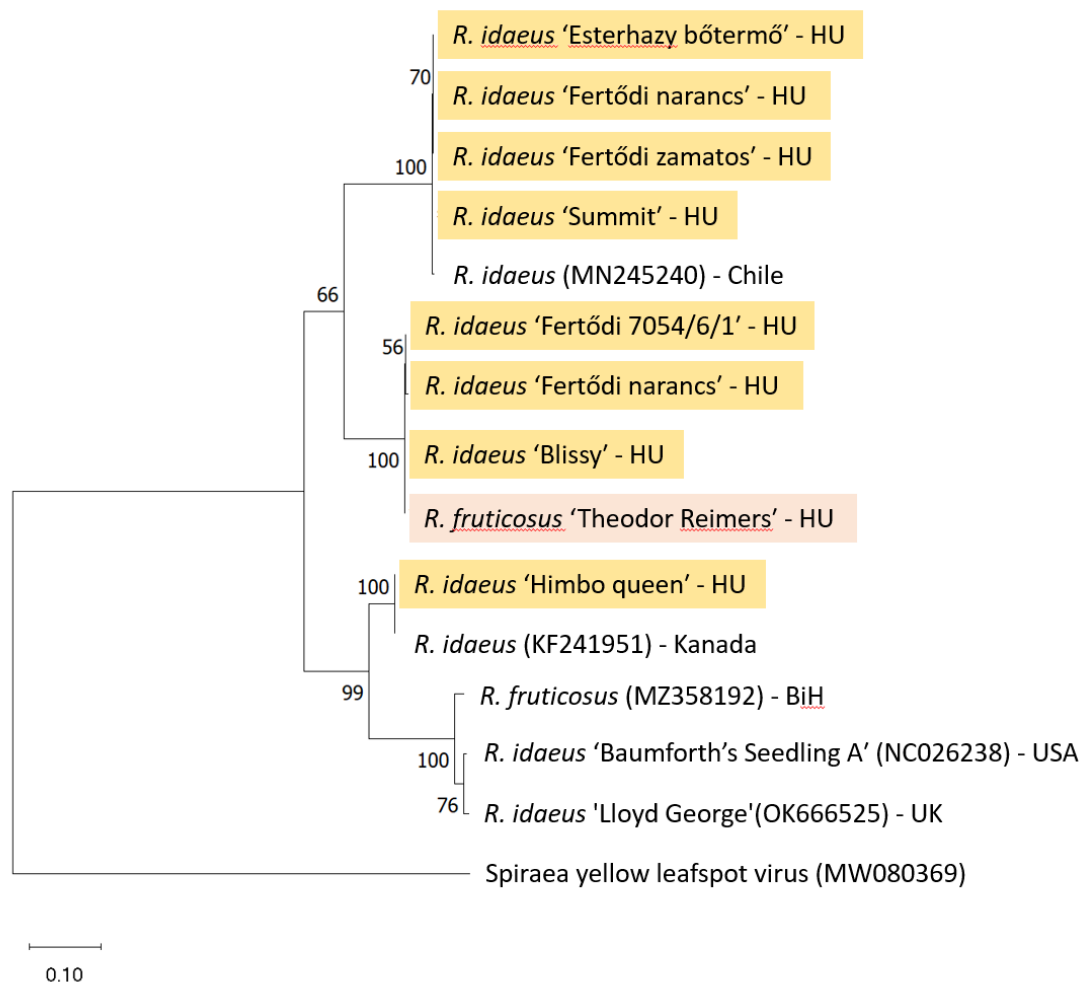 R. idaeus ‘Esterhazy bőtermő’ - HU
70
R. idaeus ‘Fertődi narancs’ - HU
R. idaeus ‘Fertődi zamatos’ - HU
100
R. idaeus ‘Summit’ - HU
R. idaeus (MN245240) - Chile
66
R. idaeus ‘Fertődi 7054/6/1’ - HU
56
R. idaeus ‘Fertődi narancs’ - HU
R. idaeus ‘Blissy’ - HU
100
R. fruticosus ‘Theodor Reimers’ - HU
100
R. idaeus ‘Himbo queen’ - HU
R. idaeus (KF241951) - Kanada
99
R. fruticosus (MZ358192) - BiH
R. idaeus ‘Baumforth’s Seedling A’ (NC026238) - USA
100
76
R. idaeus 'Lloyd George'(OK666525) - UK
Spiraea yellow leafspot virus (MW080369)
0.10